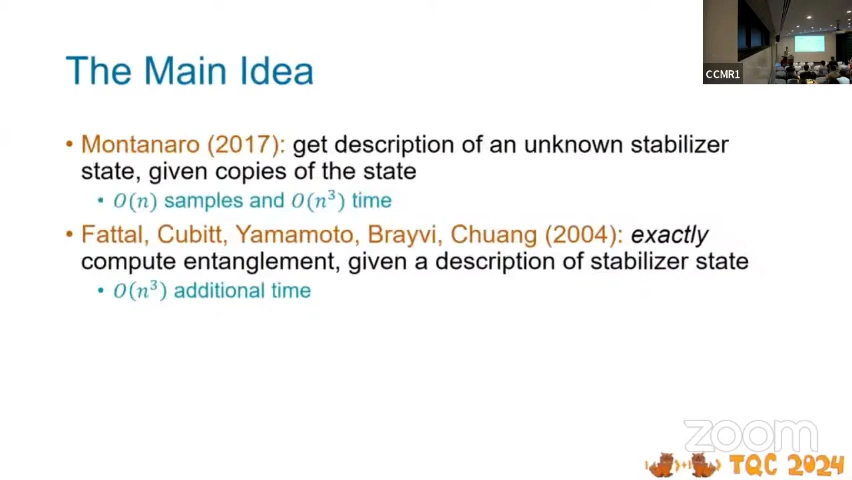 The Main Idea
CCMR1
• Montanaro (2017): get description of an unknown stabilizer
state, given copies of the state
• O(n) samples and O(n³) time
• Fattal, Cubitt, Yamamoto, Brayvi, Chuang (2004): exactly
compute entanglement, given a description of stabilizer state
• O(n³) additional time
zoom
TQC 2024